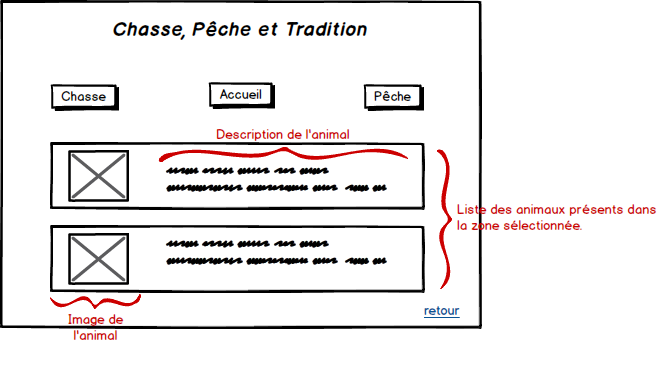 Chasse, Pêche et Tradition
Chasse
Accueil
Pêche
Description de l'animal
Liste des animaux présents dans
la zone sélectionnée.
retour
Image de
l'animal